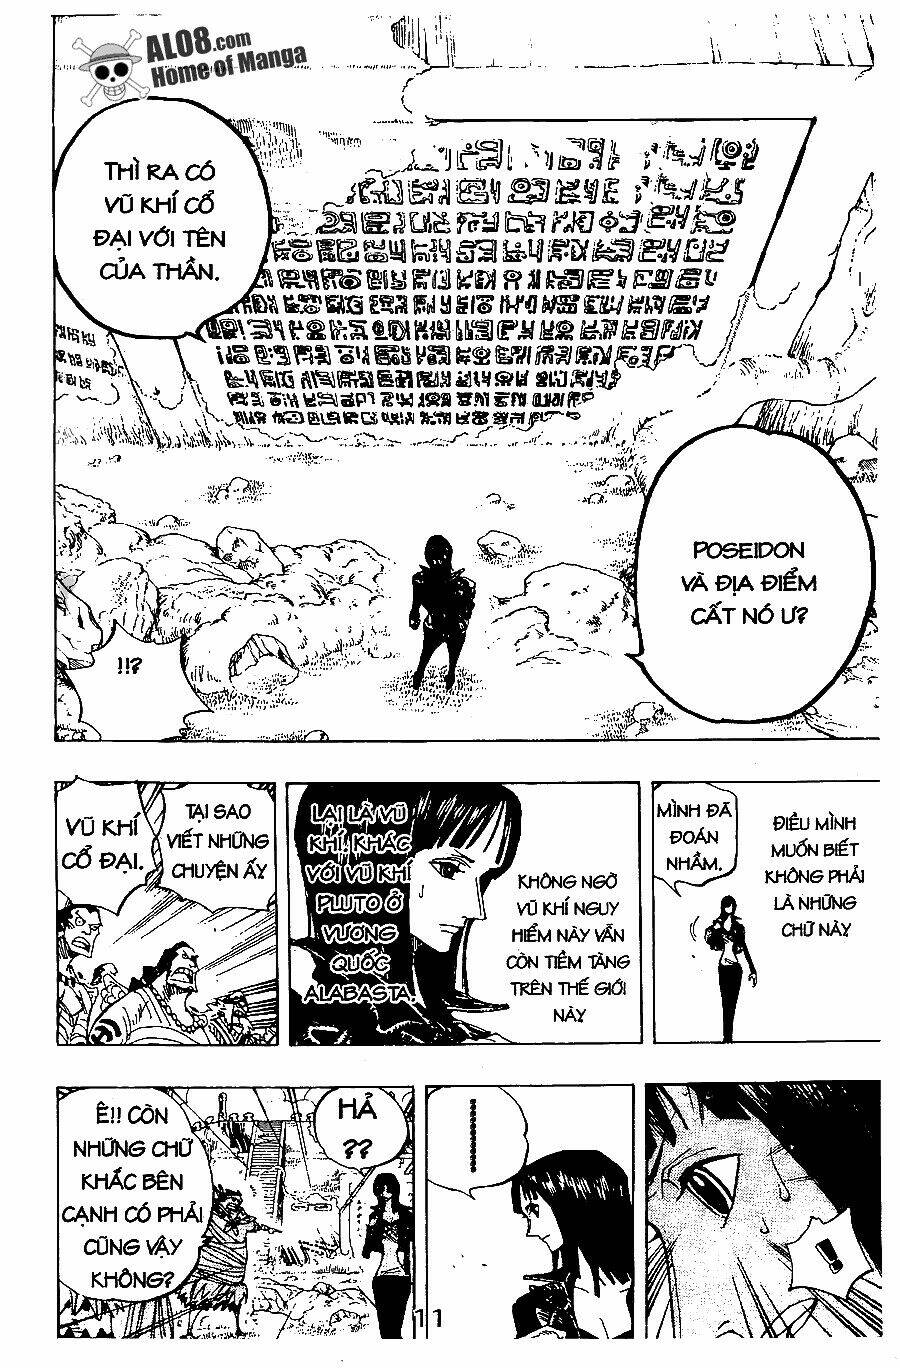 AL08.com
Home of Manga
THÌ RA CÓ
VŨ KHÍ CỔ
ĐẠI VỚI TÊN
CỦA THẦN.
POSEIDON
VÀ ĐỊA ĐIỂM
CẤT NÓ Ư?
!!?
VŨ KHÍ
CỔ ĐẠI.
TẠI SAO
VIẾT NHỮNG
CHUYỆN ẤY
LẠI LÀ VŨ
KHÍ. KHÁC
VỚI VŨ KHÍ
PLUTO Ở
VƯƠNG
QUỐC
ALABASTA.
KHÔNG NGỜ
VŨ KHÍ NGUY
HIỂM NÀY VẪN
CÒN TIỀM TÀNG
TRÊN THẾ GIỚI
NÀY
MÌNH ĐÃ
ĐOÁN
NHẦM.
ĐIỀU MÌNH
MUỐN BIẾT
KHÔNG PHẢI
LÀ NHỮNG
CHỮ NÀY
Ê!! CÒN
NHỮNG CHỮ
KHẮC BÊN
CẠNH CÓ PHẢI
CŨNG VẬY
KHÔNG?
HẢ
??
!
11